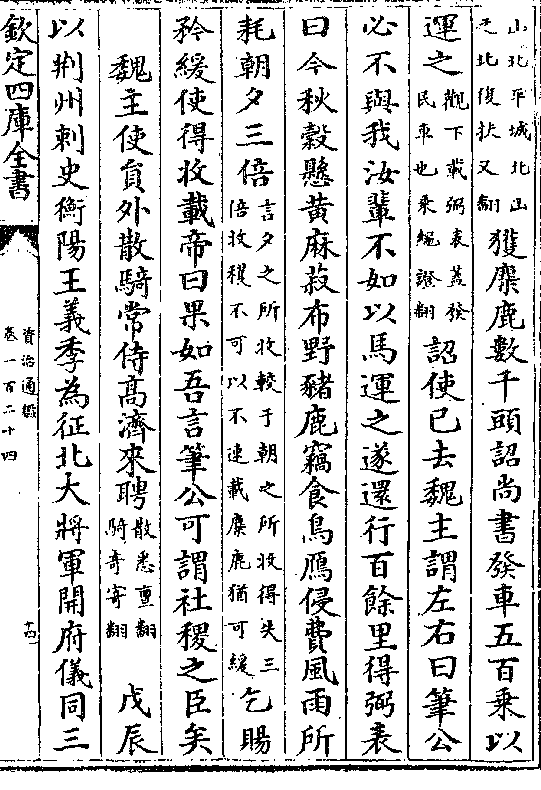 山北平城北山
之北復扶又翻
獲麋鹿數千頭詔尚書發車五百乘以
運之
觀下載弼表蓋發
民車也乘繩證翻
詔使已去魏主謂左右曰筆公
必不與我汝輩不如以馬運之遂還行百餘里得弼表
曰今秋穀懸黄麻菽布野豬鹿竊食鳥鴈侵費風雨所
耗朝夕三倍
言夕之所收較于朝之所收得失三
倍收穫不可以不速載麋鹿猶可緩
乞賜
矜緩使得收載帝曰果如吾言筆公可謂社稷之臣矣
魏主使員外散騎常侍高濟來聘
散悉亶翻
騎奇寄翻
戊辰
以荆州刺史衡陽王義季為征北大將軍開府儀同三
欽定四庫全書
資治通鑑
卷一百二十四